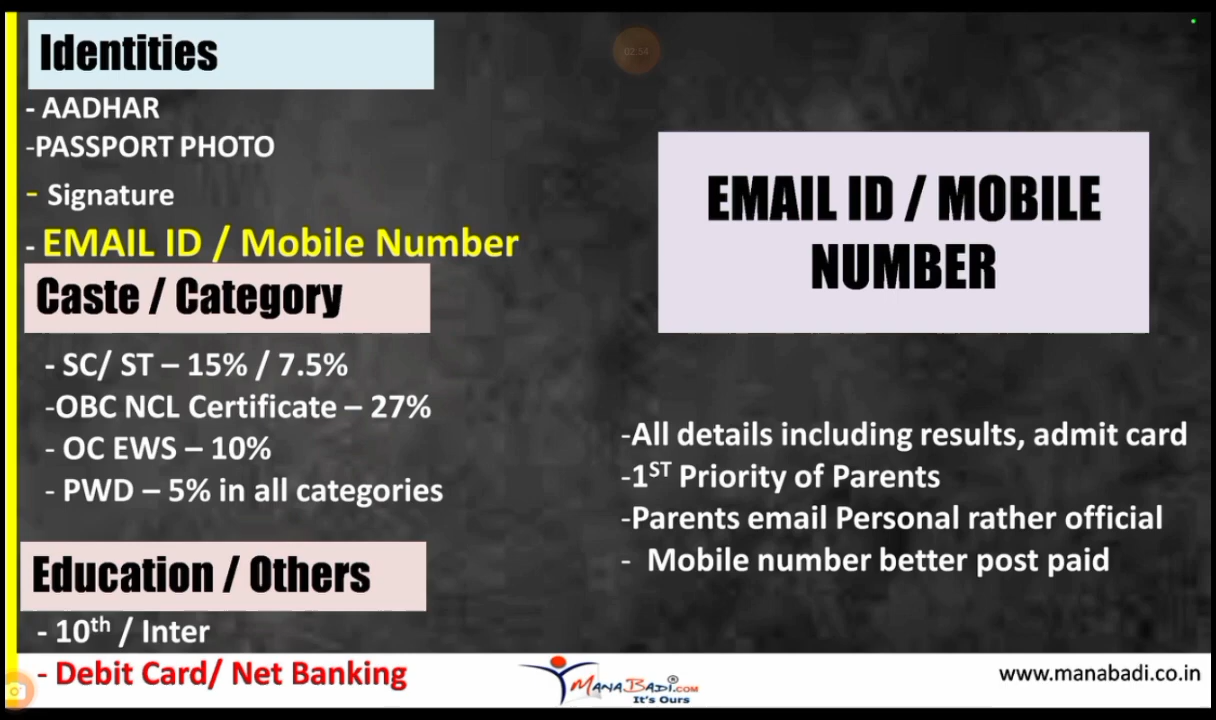 Identities
- AADHAR
-PASSPORT PHOTO
- Signature
- EMAIL ID / Mobile Number
Caste / Category
- SC/ ST – 15% / 7.5%
-OBC NCL Certificate – 27%
- OC EWS – 10%
- PWD – 5% in all categories
Education / Others
- 10th / Inter
- Debit Card/ Net Banking
02:54
EMAIL ID / MOBILE
NUMBER
-All details including results, admit card
-1ST Priority of Parents
-Parents email Personal rather official
- Mobile number better post paid
MANABADI.COM®
It's Ours
www.manabadi.co.in